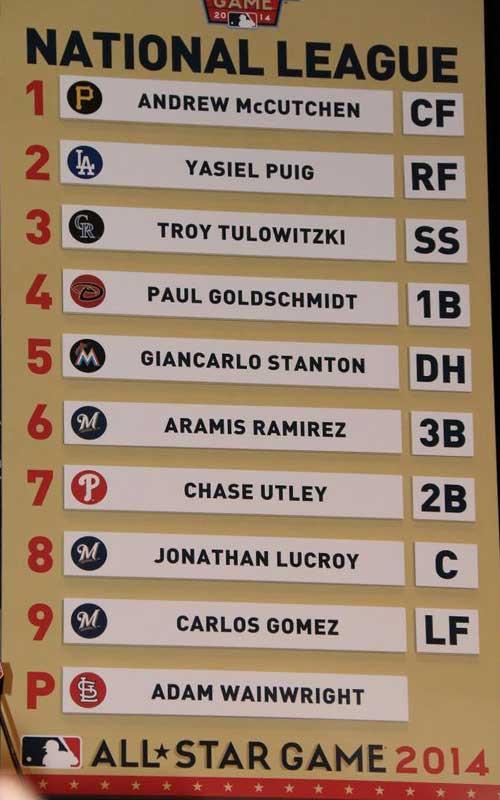 GAME
2014
NATIONAL LEAGUE
1 P ANDREW McCUTCHEN CF
2 LA YASIEL PUIG RF
3 CR TROY TULOWITZKI SS
4 PAUL GOLDSCHMIDT 1B
5 M GIANCARLO STANTON DH
6 M ARAMIS RAMIREZ 3B
7 P CHASE UTLEY 2B
8 M JONATHAN LUCROY C
9 M CARLOS GOMEZ LF
P STL ADAM WAINWRIGHT
ALL★STAR GAME 2014